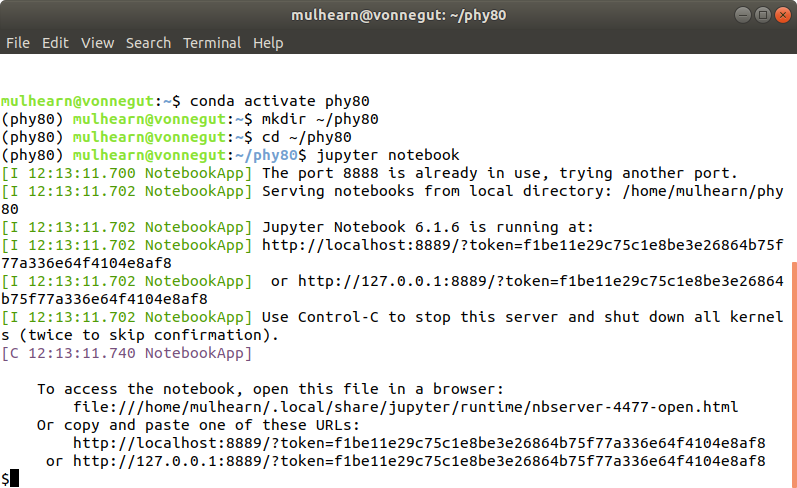 mulhearn@vonnegut: ~/phy80
File Edit View Search Terminal Help
mulhearn@vonnegut:~$ conda activate phy80
(phy80) mulhearn@vonnegut:~$ mkdir ~/phy80
(phy80) mulhearn@vonnegut:~$ cd ~/phy80
(phy80) mulhearn@vonnegut:~/phy80$ jupyter notebook
[I 12:13:11.700 NotebookApp] The port 8888 is already in use, trying another port.
[I 12:13:11.702 NotebookApp] Serving notebooks from local directory: /home/mulhearn/phy
80
[I 12:13:11.702 NotebookApp] Jupyter Notebook 6.1.6 is running at:
[I 12:13:11.702 NotebookApp] http://localhost:8889/?token=f1be11e29c75c1e8be3e26864b75f
77a336e64f4104e8af8
[I 12:13:11.702 NotebookApp]  or http://127.0.0.1:8889/?token=f1be11e29c75c1e8be3e26864
b75f77a336e64f4104e8af8
[I 12:13:11.702 NotebookApp] Use Control-C to stop this server and shut down all kernel
s (twice to skip confirmation).
[C 12:13:11.740 NotebookApp]
To access the notebook, open this file in a browser:
file:///home/mulhearn/.local/share/jupyter/runtime/nbserver-4477-open.html
Or copy and paste one of these URLs:
http://localhost:8889/?token=f1be11e29c75c1e8be3e26864b75f77a336e64f4104e8af8
or http://127.0.0.1:8889/?token=f1be11e29c75c1e8be3e26864b75f77a336e64f4104e8af8
$